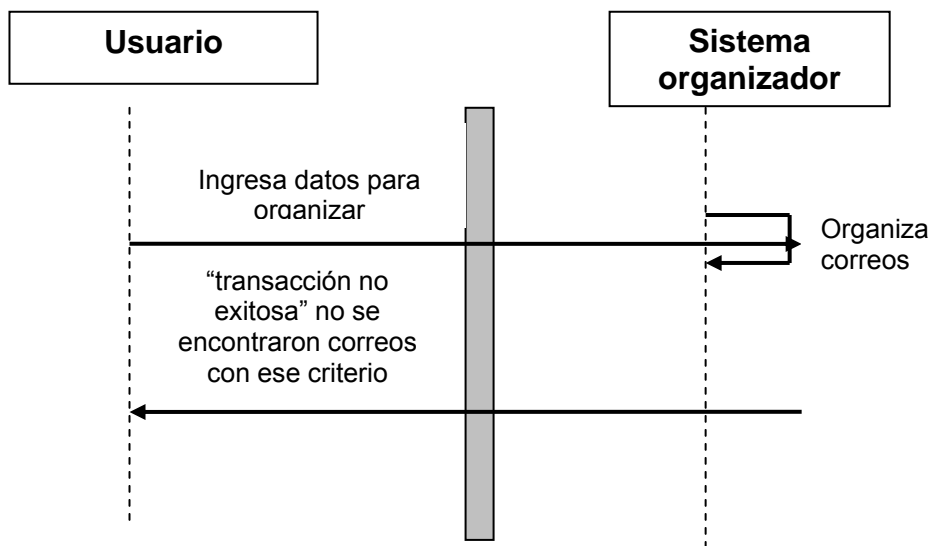 Usuario
Sistema
organizador
Ingresa datos para
organizar
Organiza
correos
“transacción no
exitosa” no se
encontraron correos
con ese criterio